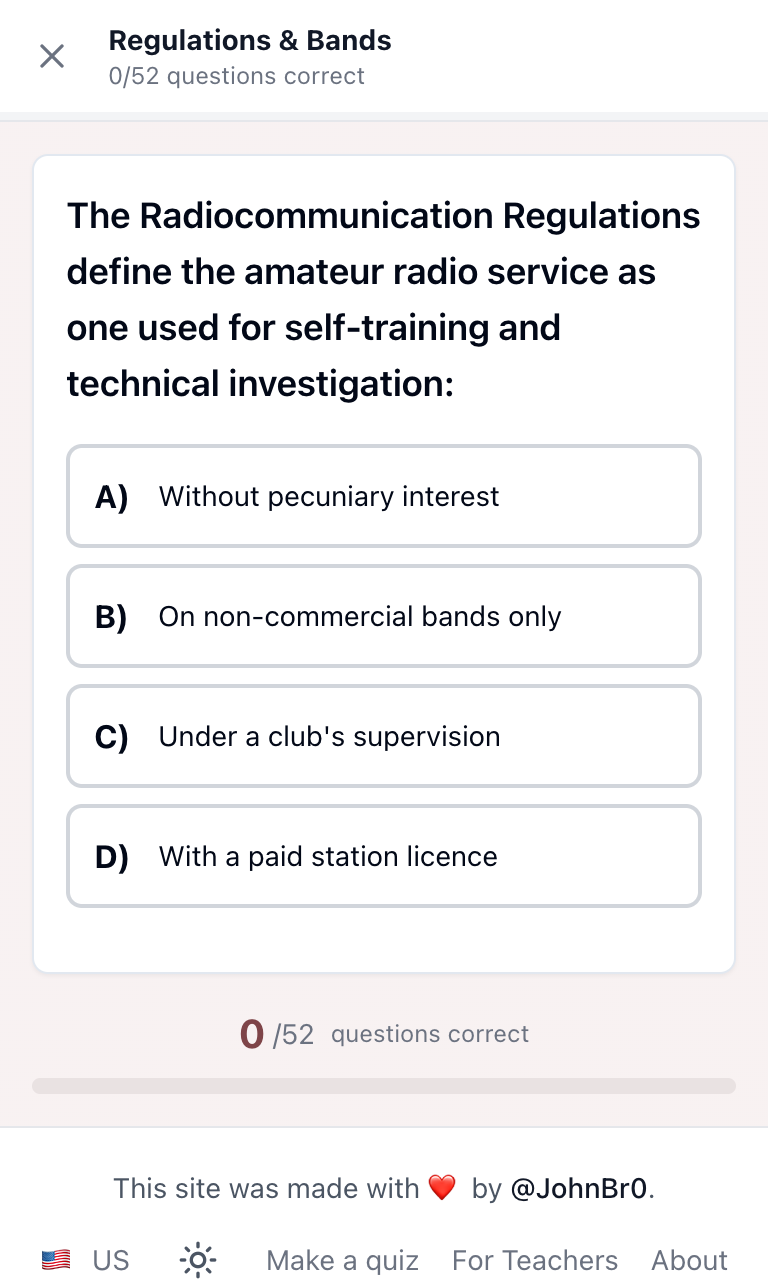 Regulations & Bands
0/52 questions correct
The Radiocommunication Regulations
define the amateur radio service as
one used for self-training and
technical investigation:
A) Without pecuniary interest
B) On non-commercial bands only
C) Under a club's supervision
D) With a paid station licence
0 /52 questions correct
This site was made with ❤️ by @JohnBr0.
🇺🇸 US Make a quiz For Teachers About